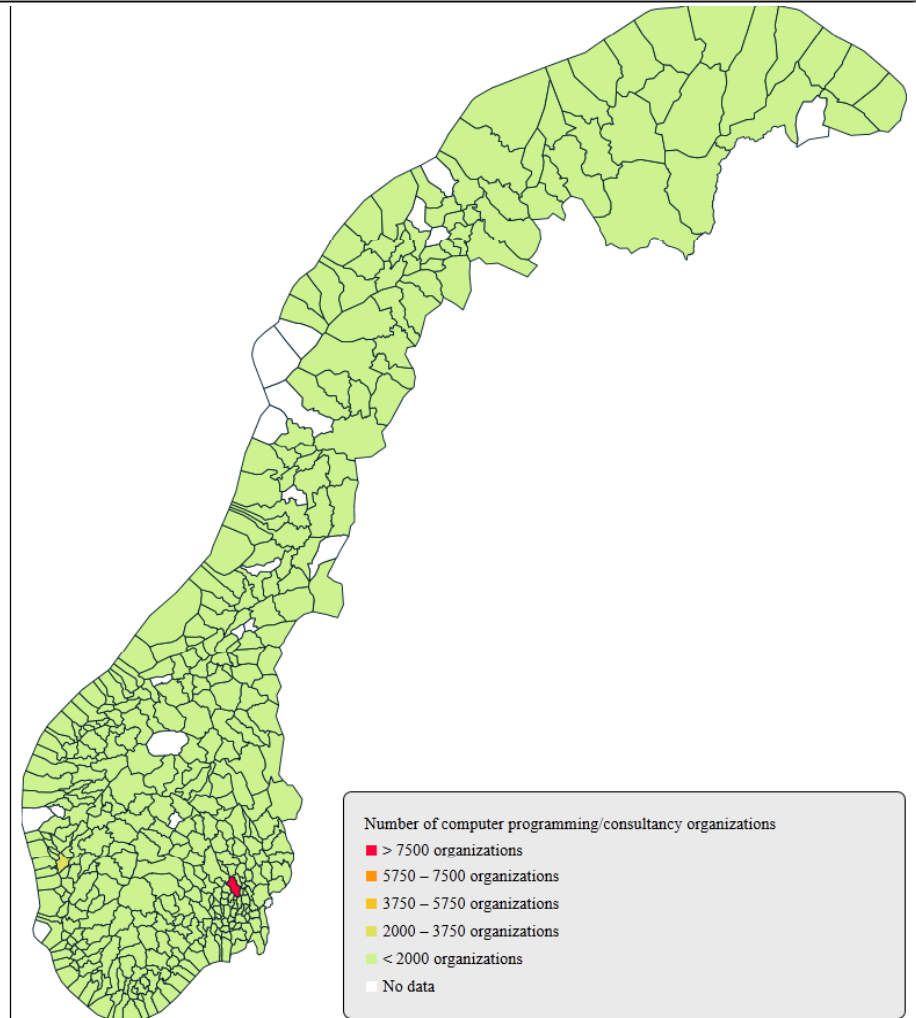 Number of computer programming/consultancy organizations
> 7500 organizations
5750 – 7500 organizations
3750 – 5750 organizations
2000 – 3750 organizations
< 2000 organizations
No data